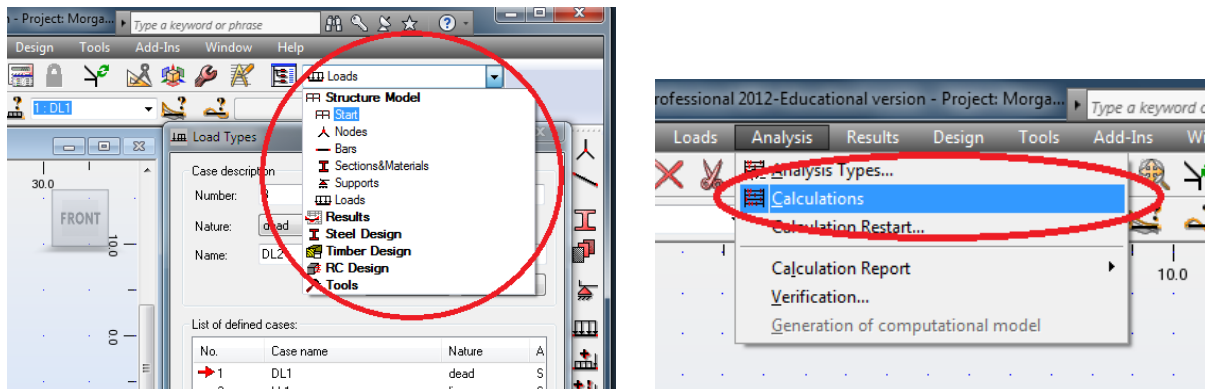 - Project: Morga...
Type a keyword or phrase
Design Tools Add-Ins Window Help
Loads
1 : DL1
Structure Model
Start
Nodes
Bars
Sections&Materials
Supports
Loads
Results
Steel Design
Timber Design
RC Design
Tools
Load Types
Case description
Number:
Nature: dead
Name: DL2
List of defined cases:
No. Case name Nature A
1 DL1 dead S
30.0
FRONT
10.0
0.0
rofessional 2012-Educational version - Project: Morga...
Type a keyword o
Loads Analysis Results Design Tools Add-Ins Wi
Analysis Types...
Calculations
Calculation Restart...
Calculation Report
Verification...
Generation of computational model
10.0